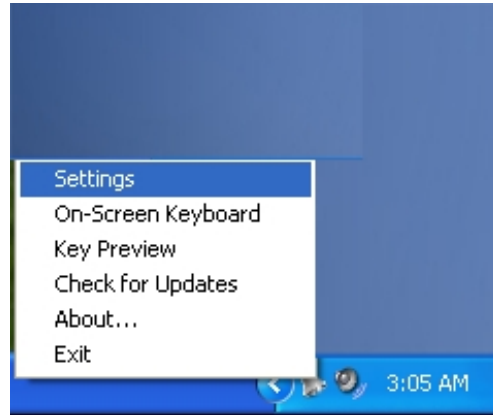 Settings
On-Screen Keyboard
Key Preview
Check for Updates
About...
Exit
3:05 AM